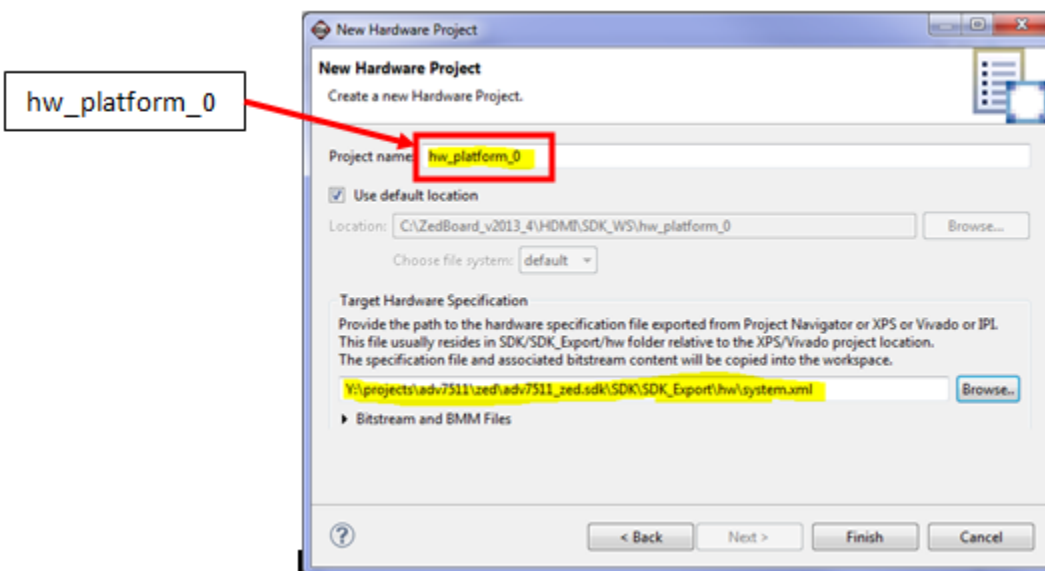 New Hardware Project
New Hardware Project
Create a new Hardware Project.
hw_platform_0
Project name: hw_platform_0
Use default location
Location: C:\ZedBoard_v2013_4\HDMI\SDK_WS\hw_platform_0 Browse...
Choose file system: default
Target Hardware Specification
Provide the path to the hardware specification file exported from Project Navigator or XPS or Vivado or IPI.
This file usually resides in SDK/SDK_Export/hw folder relative to the XPS/Vivado project location.
The specification file and associated bitstream content will be copied into the workspace.
Y:\projects\adv7511\zed\adv7511_zed.sdk\SDK\SDK_Export\hw\system.xml Browse..
Bitstream and BMM Files
? < Back Next > Finish Cancel